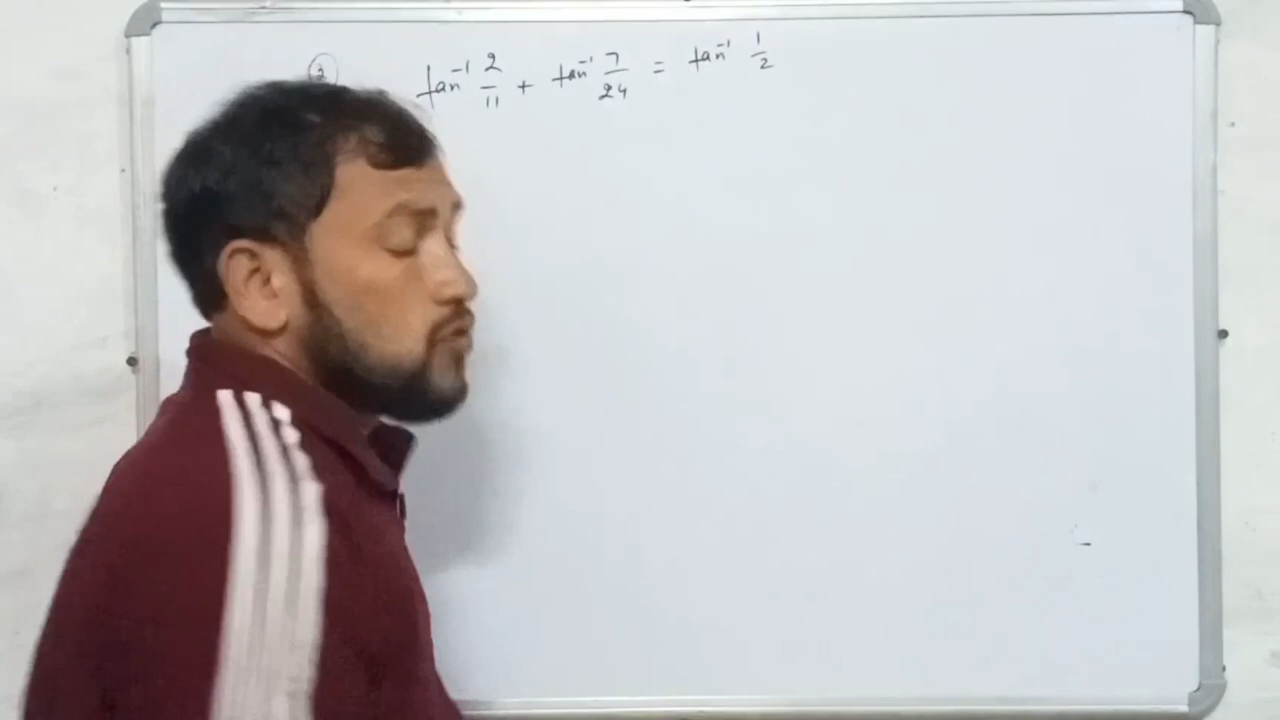 ③ tan⁻¹ 2/11 + tan⁻¹ 7/24 = tan⁻¹ 1/2